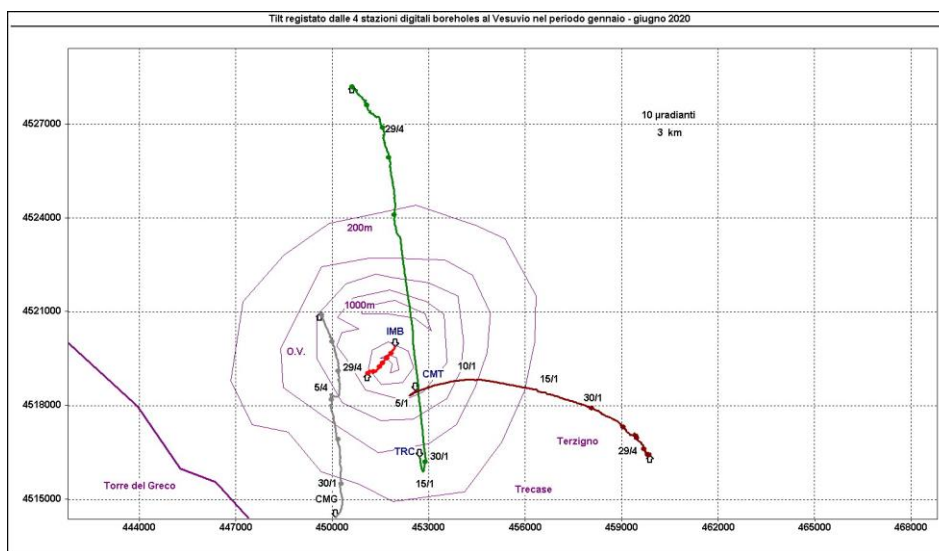 Tilt registato dalle 4 stazioni digitali boreholes al Vesuvio nel periodo gennaio - giugno 2020
4527000
4524000
4521000
4518000
4515000
10 µradianti
3 km
29/4
200m
1000m
IMB
O.V.
29/4
CMT
10/1
15/1
5/4
5/1
30/1
TRC
30/1
Terzigno
29/4
15/1
30/1
CMG
Torre del Greco
Trecase
444000
447000
450000
453000
456000
459000
462000
465000
468000